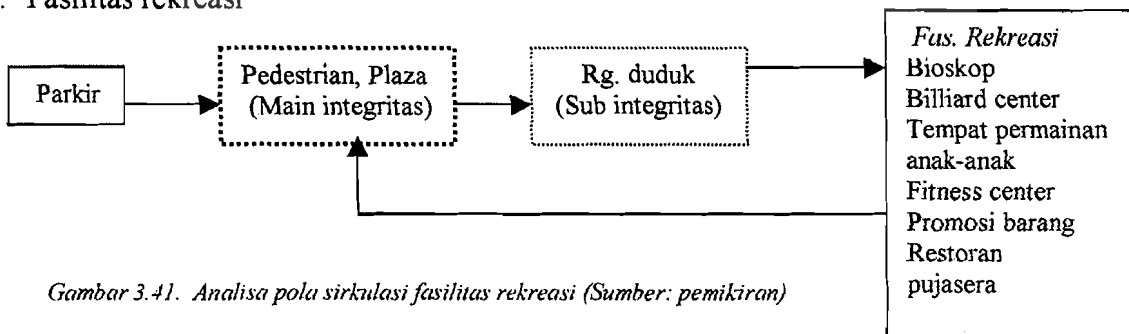 Fasilitas rekreasi
Parkir
Pedestrian, Plaza
(Main integritas)
Rg. duduk
(Sub integritas)
Fas. Rekreasi
Bioskop
Billiard center
Tempat permainan
anak-anak
Fitness center
Promosi barang
Restoran
pujasera
Gambar 3.41. Analisa pola sirkulasi fasilitas rekreasi (Sumber: pemikiran)